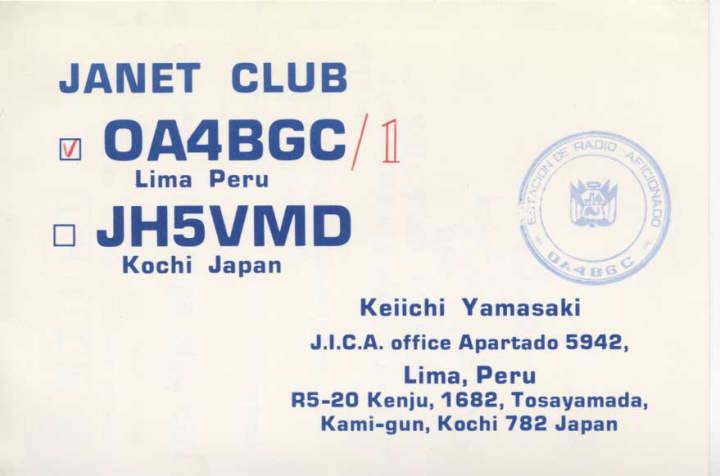 JANET CLUB
OA4BGC/1
Lima Peru
JH5VMD
Kochi Japan
ESTACION DE RADIO AFICIONADO
- OA4BGC -
Keiichi Yamasaki
J.I.C.A. office Apartado 5942,
Lima, Peru
R5-20 Kenju, 1682, Tosayamada,
Kami-gun, Kochi 782 Japan